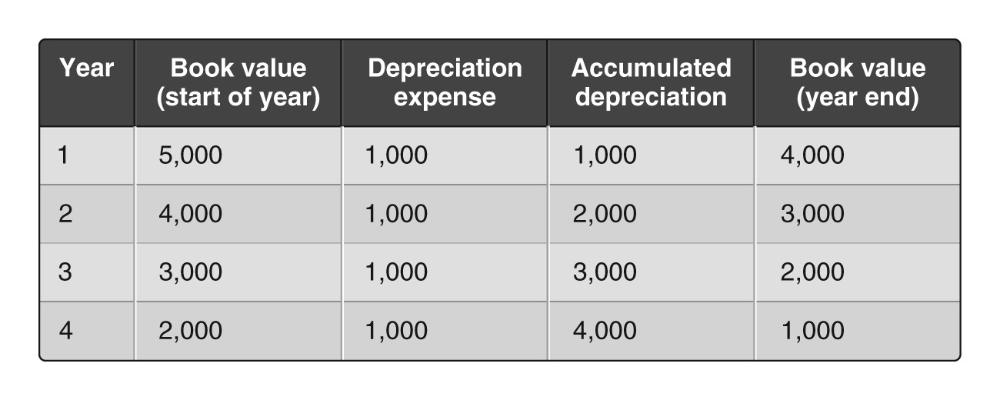 Year Book value Depreciation Accumulated Book value
(start of year) expense depreciation (year end)
1 5,000 1,000 1,000 4,000
2 4,000 1,000 2,000 3,000
3 3,000 1,000 3,000 2,000
4 2,000 1,000 4,000 1,000